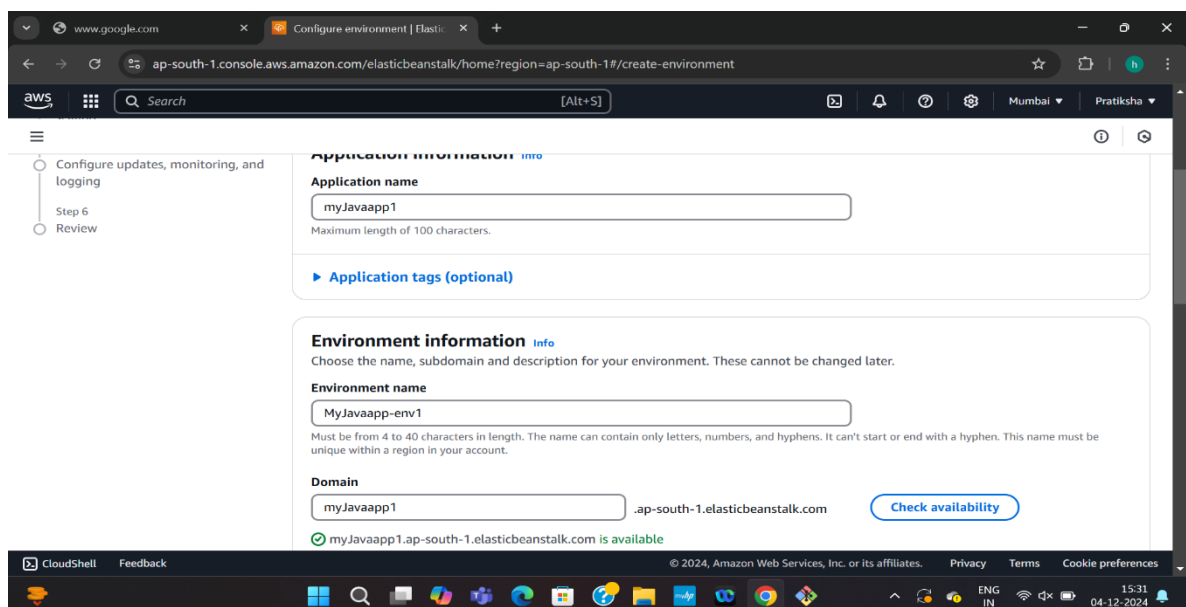 www.google.com
Configure environment | Elastic
ap-south-1.console.aws.amazon.com/elasticbeanstalk/home?region=ap-south-1#/create-environment
h
aws
Search
[Alt+S]
Mumbai
Pratiksha
Configure updates, monitoring, and
logging
Step 6
Review
Application information Info
Application name
myJavaapp1
Maximum length of 100 characters.
Application tags (optional)
Environment information Info
Choose the name, subdomain and description for your environment. These cannot be changed later.
Environment name
MyJavaapp-env1
Must be from 4 to 40 characters in length. The name can contain only letters, numbers, and hyphens. It can't start or end with a hyphen. This name must be
unique within a region in your account.
Domain
myJavaapp1
.ap-south-1.elasticbeanstalk.com
Check availability
myJavaapp1.ap-south-1.elasticbeanstalk.com is available
CloudShell
Feedback
© 2024, Amazon Web Services, Inc. or its affiliates.
Privacy
Terms
Cookie preferences
ENG
IN
15:31
04-12-2024